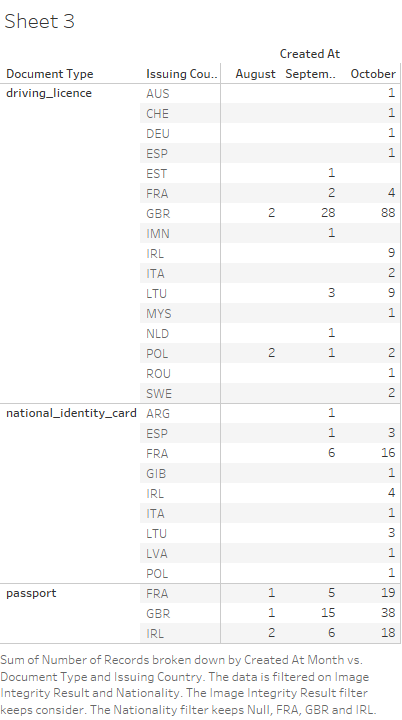 Sheet 3
Created At
Document Type Issuing Cou.. August Septem.. October
driving_licence AUS 1
CHE 1
DEU 1
ESP 1
EST 1
FRA 2 4
GBR 2 28 88
IMN 1
IRL 9
ITA 2
LTU 3 9
MYS 1
NLD 1
POL 2 1 2
ROU 1
SWE 2
national_identity_card ARG 1
ESP 1 3
FRA 6 16
GIB 1
IRL 4
ITA 1
LTU 3
LVA 1
POL 1
passport FRA 1 5 19
GBR 1 15 38
IRL 2 6 18
Sum of Number of Records broken down by Created At Month vs.
Document Type and Issuing Country. The data is filtered on Image
Integrity Result and Nationality. The Image Integrity Result filter
keeps consider. The Nationality filter keeps Null, FRA, GBR and IRL.